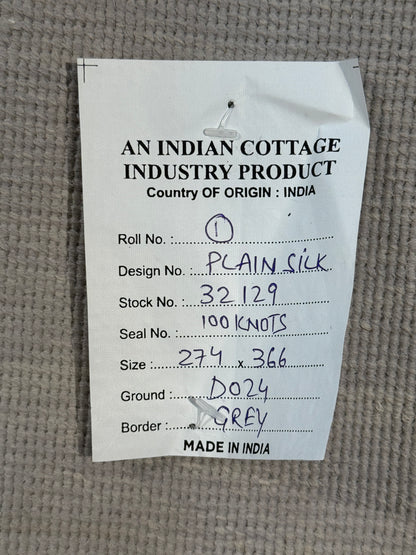 AN INDIAN COTTAGE
INDUSTRY PRODUCT
Country OF ORIGIN : INDIA
Roll No. : 1
Design No. : PLAIN SILK
Stock No. : 32129
Seal No. : 100 KNOTS
Size : 274 x 366
Ground : D024
Border : GREY
MADE IN INDIA